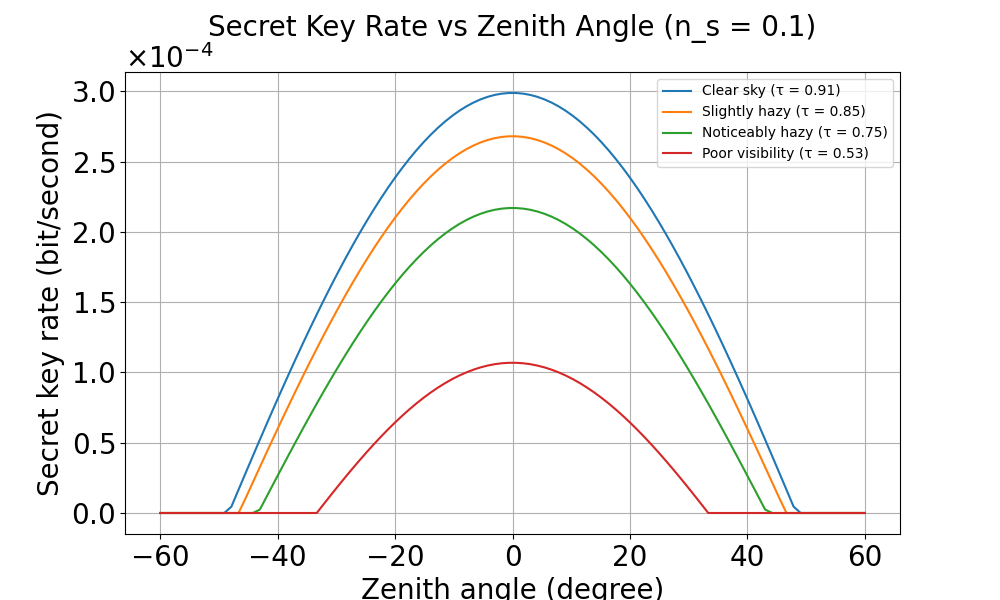 Secret Key Rate vs Zenith Angle (n_s = 0.1)
×10⁻⁴
Clear sky (τ = 0.91)
Slightly hazy (τ = 0.85)
Noticeably hazy (τ = 0.75)
Poor visibility (τ = 0.53)
Secret key rate (bit/second)
3.0
2.5
2.0
1.5
1.0
0.5
0.0
−60 −40 −20 0 20 40 60
Zenith angle (degree)